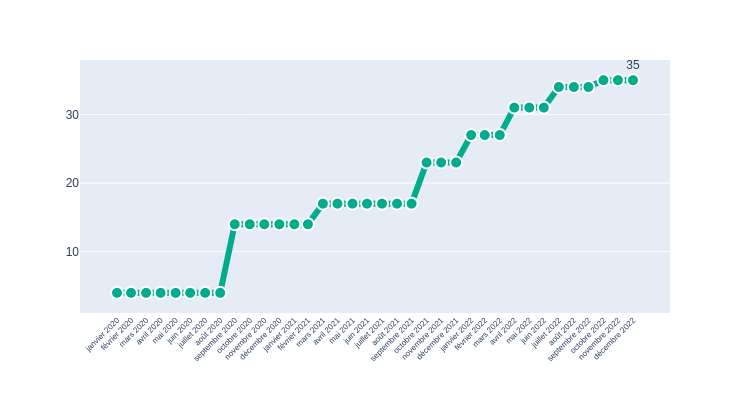 35
30
20
10
janvier 2020
février 2020
mars 2020
avril 2020
mai 2020
juin 2020
juillet 2020
août 2020
septembre 2020
octobre 2020
novembre 2020
décembre 2020
janvier 2021
février 2021
mars 2021
avril 2021
mai 2021
juin 2021
juillet 2021
août 2021
septembre 2021
octobre 2021
novembre 2021
décembre 2021
janvier 2022
février 2022
mars 2022
avril 2022
mai 2022
juin 2022
juillet 2022
août 2022
septembre 2022
octobre 2022
novembre 2022
décembre 2022